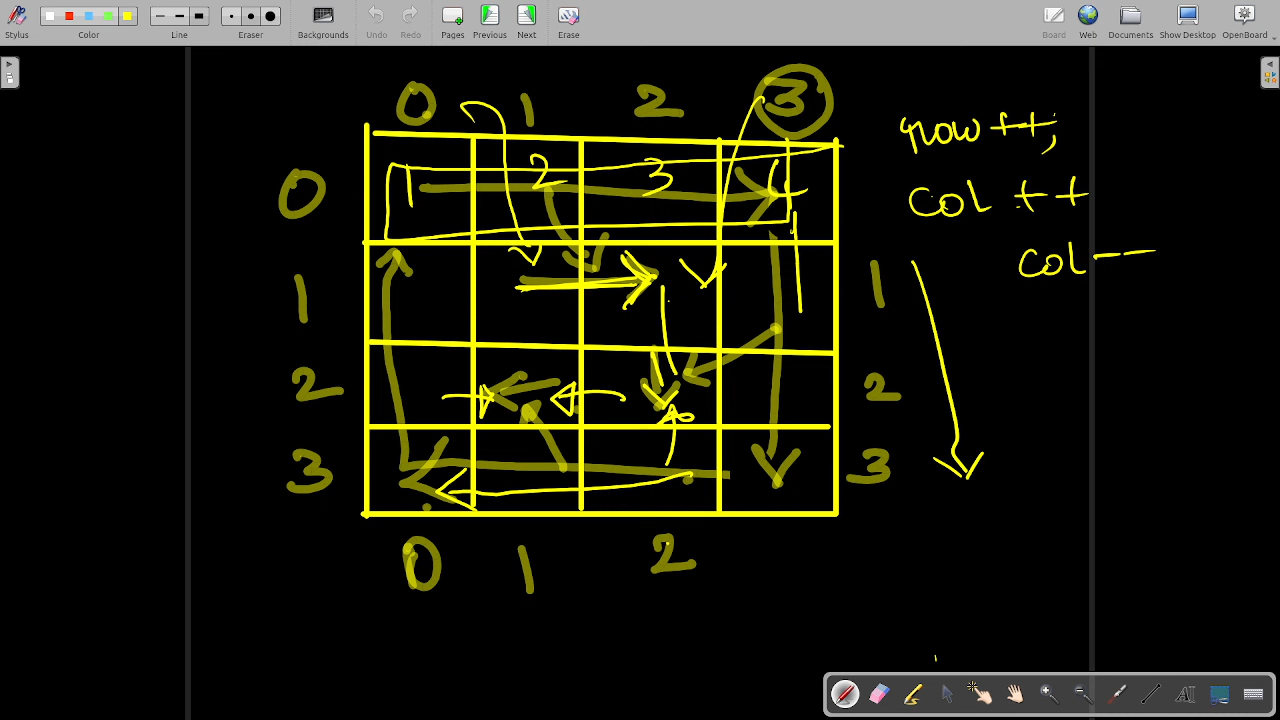 Stylus
Color
Line
Eraser
Backgrounds
Undo
Redo
Pages
Previous
Next
Erase
Board
Web
Documents
Show Desktop
OpenBoard
0 1 2 3
row++;
0 1 2 3 4
col++
col--
1 1
2 2
3 3
0 1 2